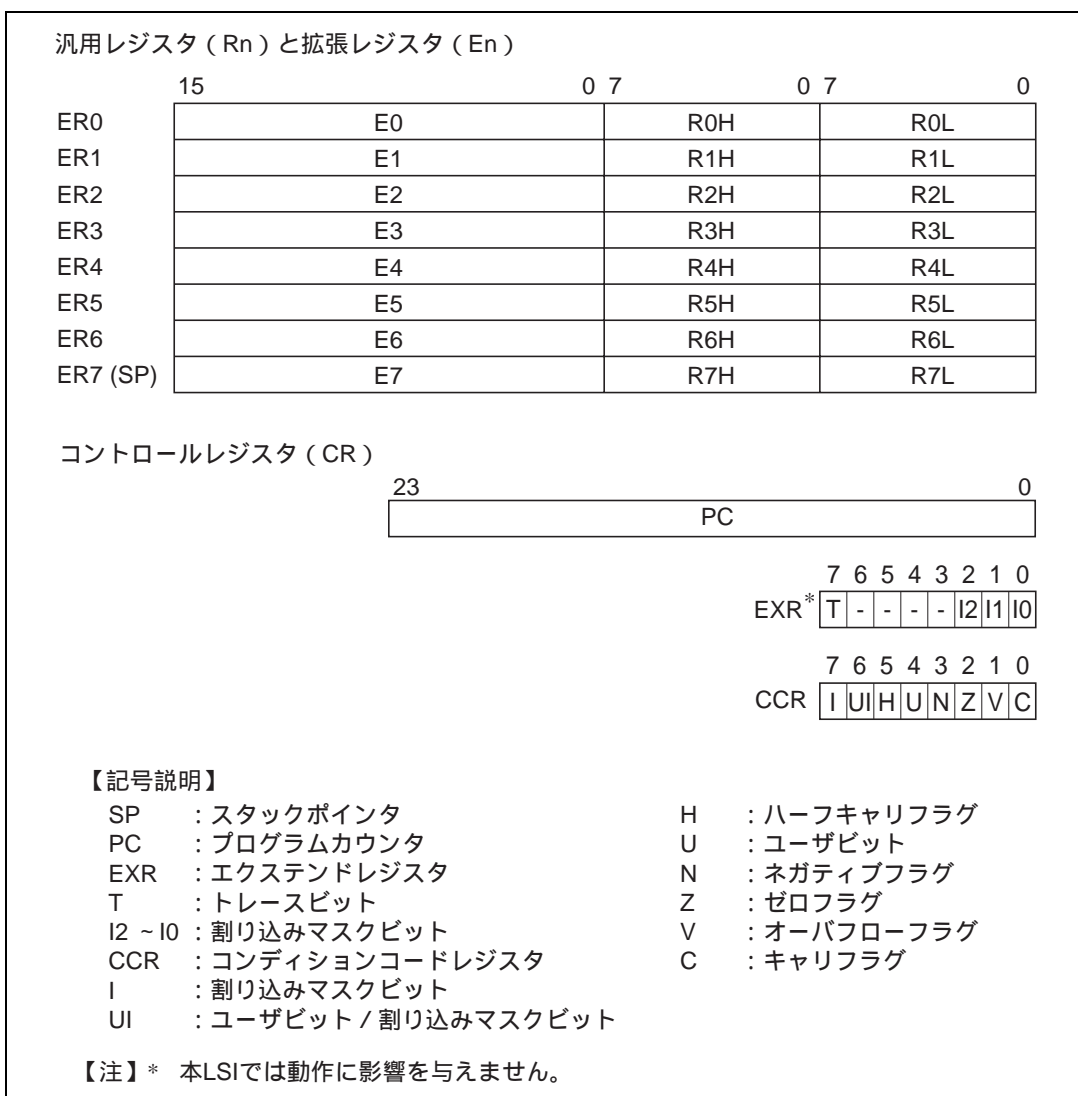 汎用レジスタ（Rn）と拡張レジスタ（En）
15 0 7 0 7 0
ER0 E0 R0H R0L
ER1 E1 R1H R1L
ER2 E2 R2H R2L
ER3 E3 R3H R3L
ER4 E4 R4H R4L
ER5 E5 R5H R5L
ER6 E6 R6H R6L
ER7 (SP) E7 R7H R7L
コントロールレジスタ（CR）
23 0
PC
7 6 5 4 3 2 1 0
EXR* T - - - - I2 I1 I0
7 6 5 4 3 2 1 0
CCR I UI H U N Z V C
【記号説明】
SP ：スタックポインタ
PC ：プログラムカウンタ
EXR ：エクステンドレジスタ
T ：トレースビット
I2 ~ I0 ：割り込みマスクビット
CCR ：コンディションコードレジスタ
I ：割り込みマスクビット
UI ：ユーザビット / 割り込みマスクビット
H ：ハーフキャリフラグ
U ：ユーザビット
N ：ネガティブフラグ
Z ：ゼロフラグ
V ：オーバフローフラグ
C ：キャリフラグ
【注】* 本LSIでは動作に影響を与えません。